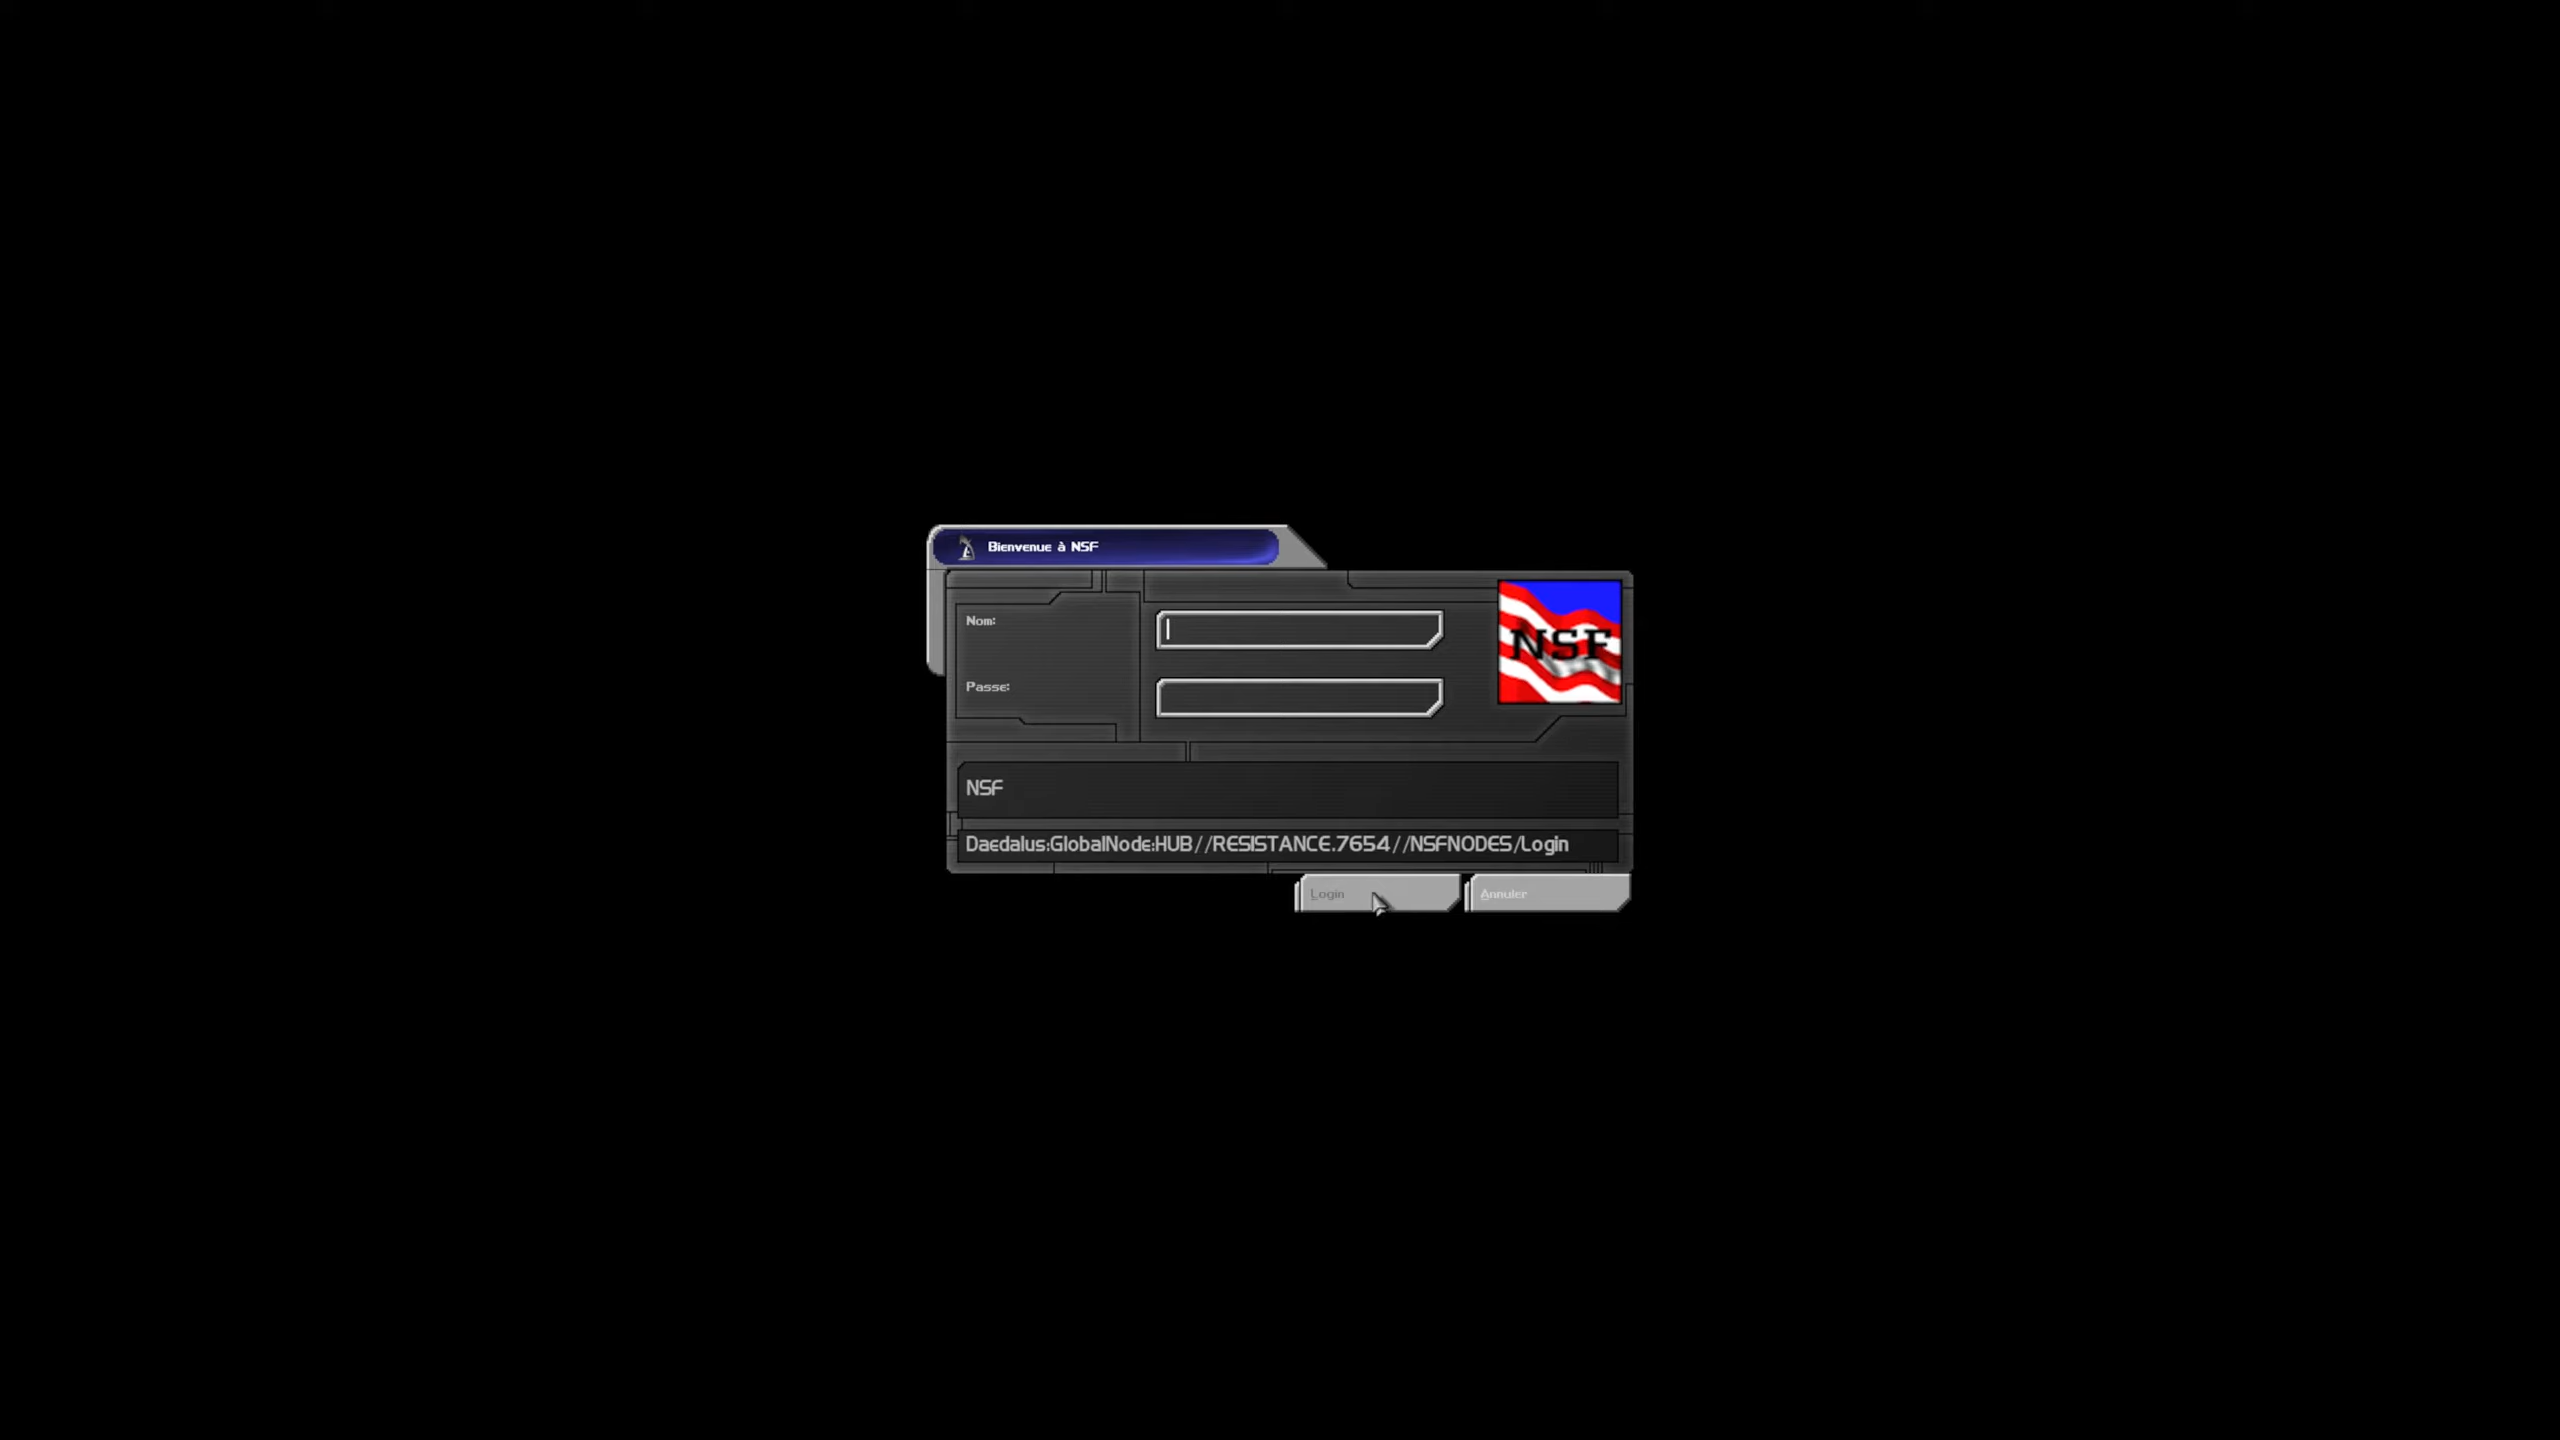 Bienvenue à NSF
Nom:
NSF
Passe:
NSF
Daedalus:GlobalNode:HUB//RESISTANCE.7654//NSFNODES/Login
Login
Annuler